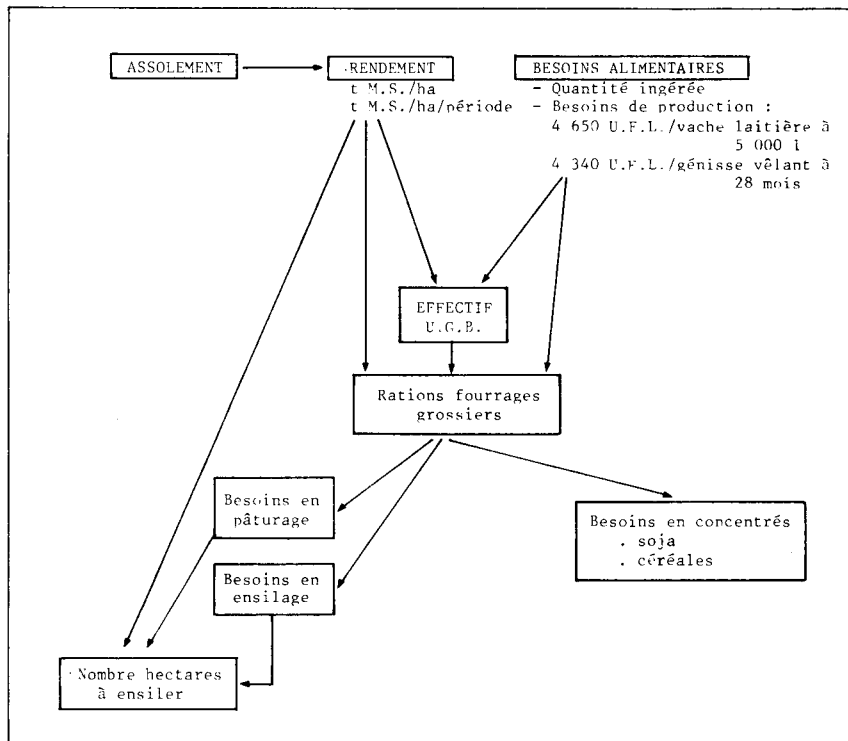 ASSOLEMENT
RENDEMENT
t M.S./ha
t M.S./ha/période
BESOINS ALIMENTAIRES
- Quantité ingérée
- Besoins de production :
4 650 U.F.L./vache laitière à
5 000 l
4 340 U.F.L./génisse vêlant à
28 mois
EFFECTIF
U.G.B.
Rations fourrages
grossiers
Besoins en
pâturage
Besoins en concentrés
. soja
. céréales
Besoins en
ensilage
Nombre hectares
à ensiler